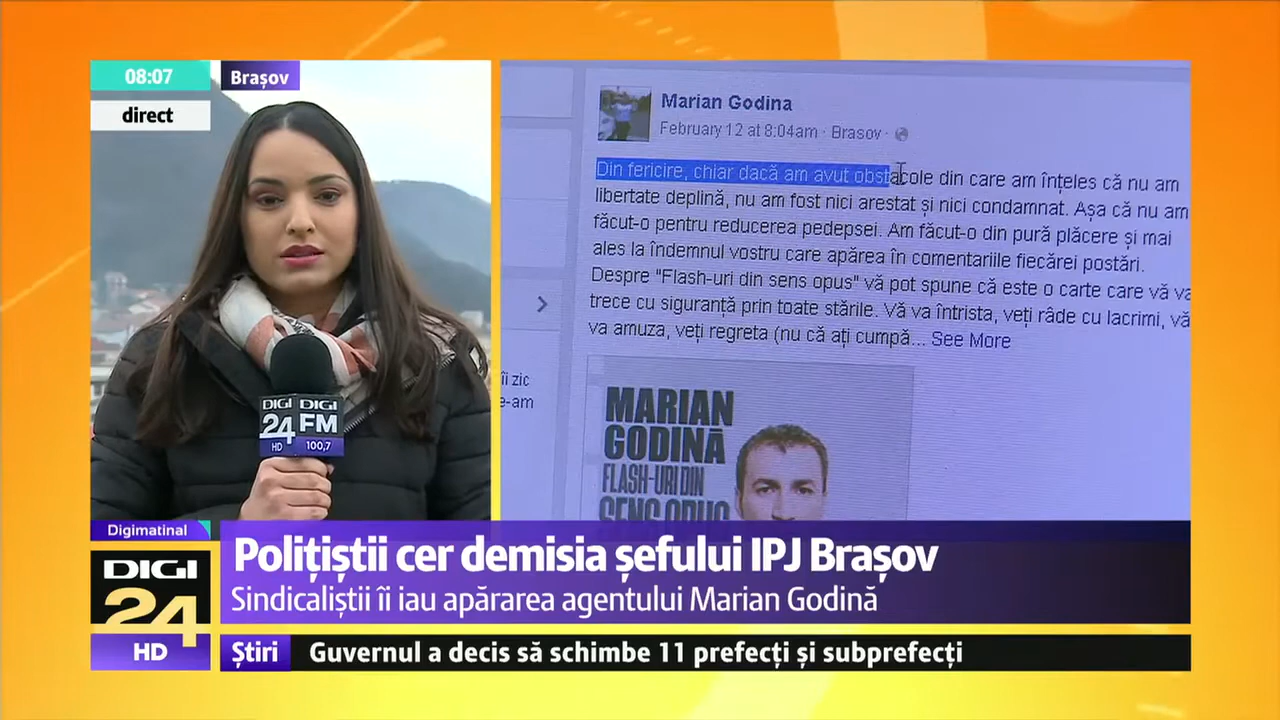 08:07
Brașov
direct
Marian Godina
February 12 at 8:04am · Brasov ·
Din fericire, chiar dacă am avut obstacole din care am înțeles că nu am
libertate deplină, nu am fost nici arestat și nici condamnat. Așa că nu am
făcut-o pentru reducerea pedepsei. Am făcut-o din pură plăcere și mai
ales la îndemnul vostru care apărea în comentariile fiecărei postări.
Despre "Flash-uri din sens opus" vă pot spune că este o carte care vă va
trece cu siguranță prin toate stările. Vă va întrista, veți râde cu lacrimi, vă
va amuza, veți regreta (nu că ați cumpă... See More
îi zic
e-am
MARIAN
GODINĂ
FLASH-URI DIN
SENS OPUS
DIGI
24
HD
DIGI
FM
100,7
Digimatinal
Polițiștii cer demisia șefului IPJ Brașov
Sindicaliștii îi iau apărarea agentului Marian Godină
DIGI
24
HD
Știri
Guvernul a decis să schimbe 11 prefecți și subprefecți